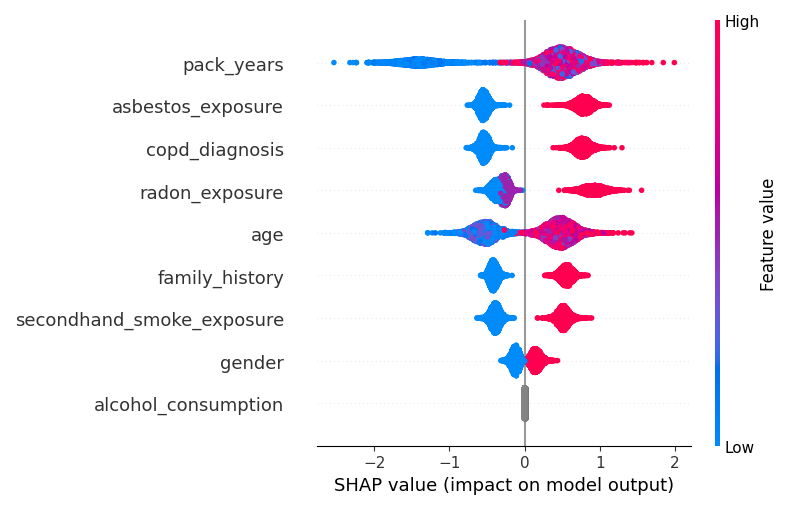 High
pack_years
asbestos_exposure
copd_diagnosis
radon_exposure
age
family_history
secondhand_smoke_exposure
gender
alcohol_consumption
Feature value
Low
−2 −1 0 1 2
SHAP value (impact on model output)